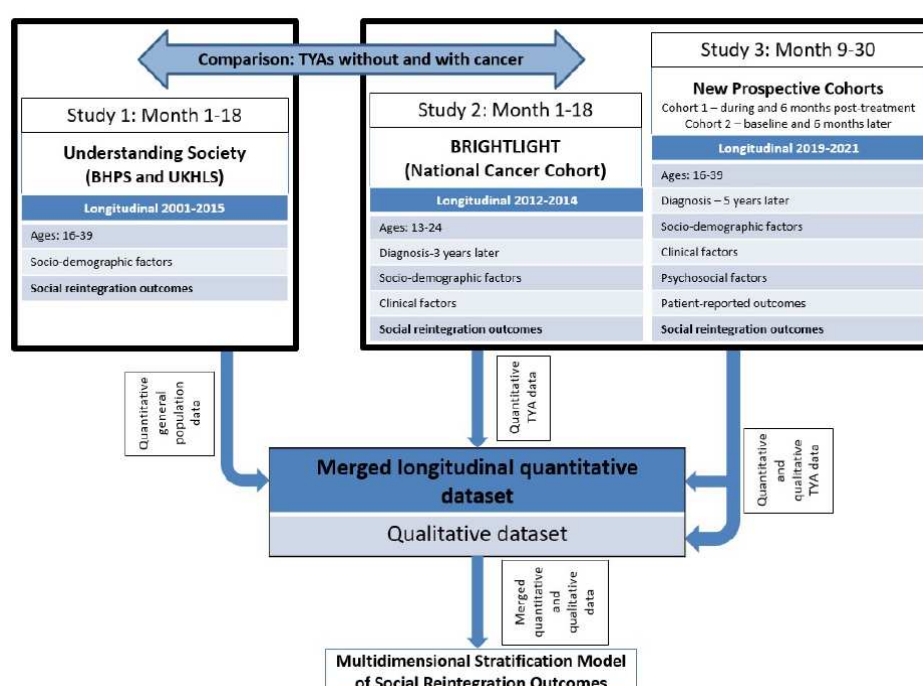 Comparison: TYAs without and with cancer
Study 1: Month 1-18
Understanding Society
(BHPS and UKHLS)
Longitudinal 2001-2015
Ages: 16-39
Socio-demographic factors
Social reintegration outcomes
Study 2: Month 1-18
BRIGHTLIGHT
(National Cancer Cohort)
Longitudinal 2012-2014
Ages: 13-24
Diagnosis-3 years later
Socio-demographic factors
Clinical factors
Social reintegration outcomes
Study 3: Month 9-30
New Prospective Cohorts
Cohort 1 – during and 6 months post-treatment
Cohort 2 – baseline and 6 months later
Longitudinal 2019-2021
Ages: 16-39
Diagnosis – 5 years later
Socio-demographic factors
Clinical factors
Psychosocial factors
Patient-reported outcomes
Social reintegration outcomes
Quantitative
general
population
data
Quantitative
TYA data
Quantitative
and
qualitative
TYA data
Merged longitudinal quantitative
dataset
Qualitative dataset
Merged
quantitative
and
qualitative
data
Multidimensional Stratification Model
of Social Reintegration Outcomes